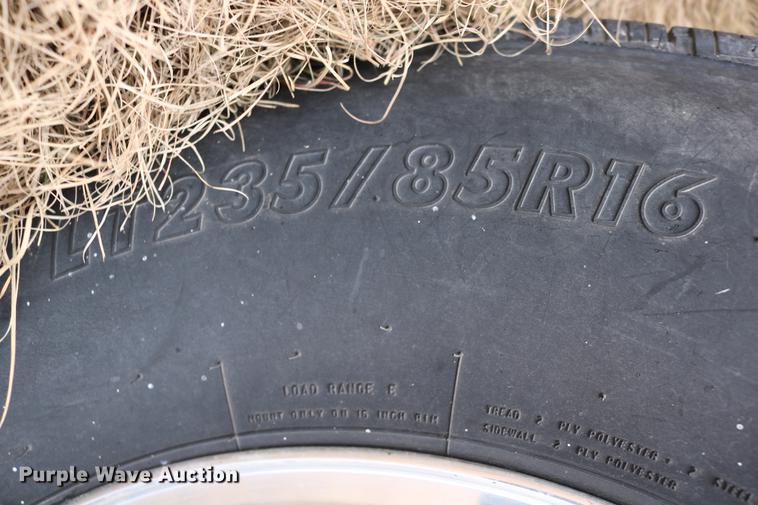 LT235/85R16
LOAD RANGE E
MOUNT ONLY ON 16 INCH RIM
TREAD 2 PLY POLYESTER + 2 STEEL
SIDEWALL 2 PLY POLYESTER
Purple Wave Auction